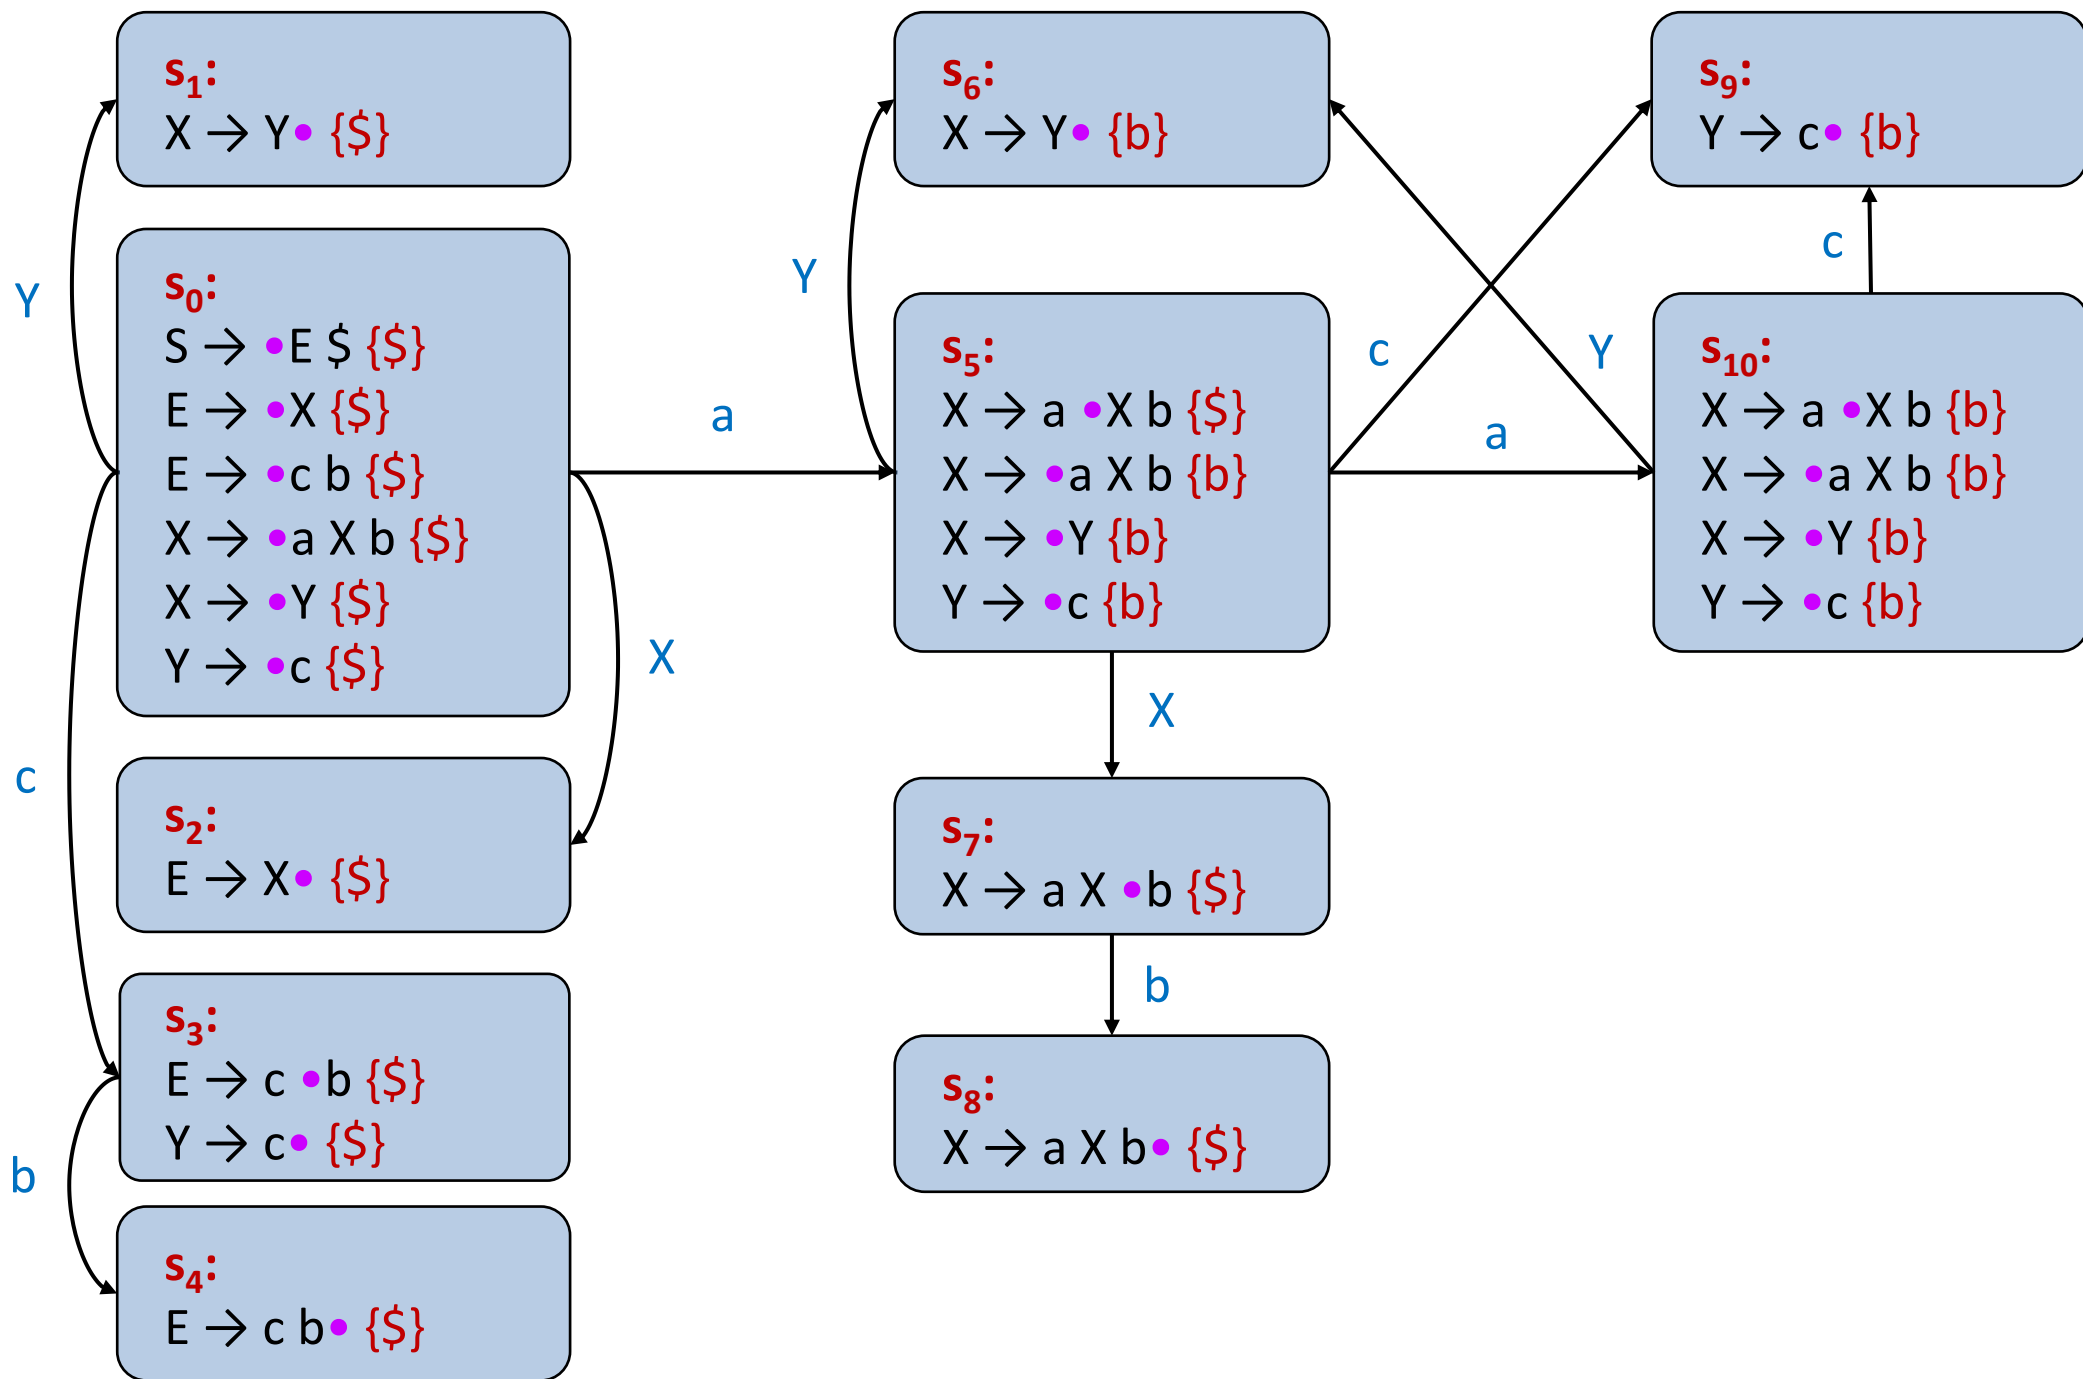 s1:
X → Y• {$}
Y
s0:
S → •E $ {$}
E → •X {$}
E → •c b {$}
X → •a X b {$}
X → •Y {$}
Y → •c {$}
c
a
X
s2:
E → X• {$}
s3:
E → c •b {$}
Y → c• {$}
b
s4:
E → c b• {$}
s6:
X → Y• {b}
Y
s5:
X → a •X b {$}
X → •a X b {b}
X → •Y {b}
Y → •c {b}
X
s7:
X → a X •b {$}
b
s8:
X → a X b• {$}
c
Y
a
s9:
Y → c• {b}
c
s10:
X → a •X b {b}
X → •a X b {b}
X → •Y {b}
Y → •c {b}